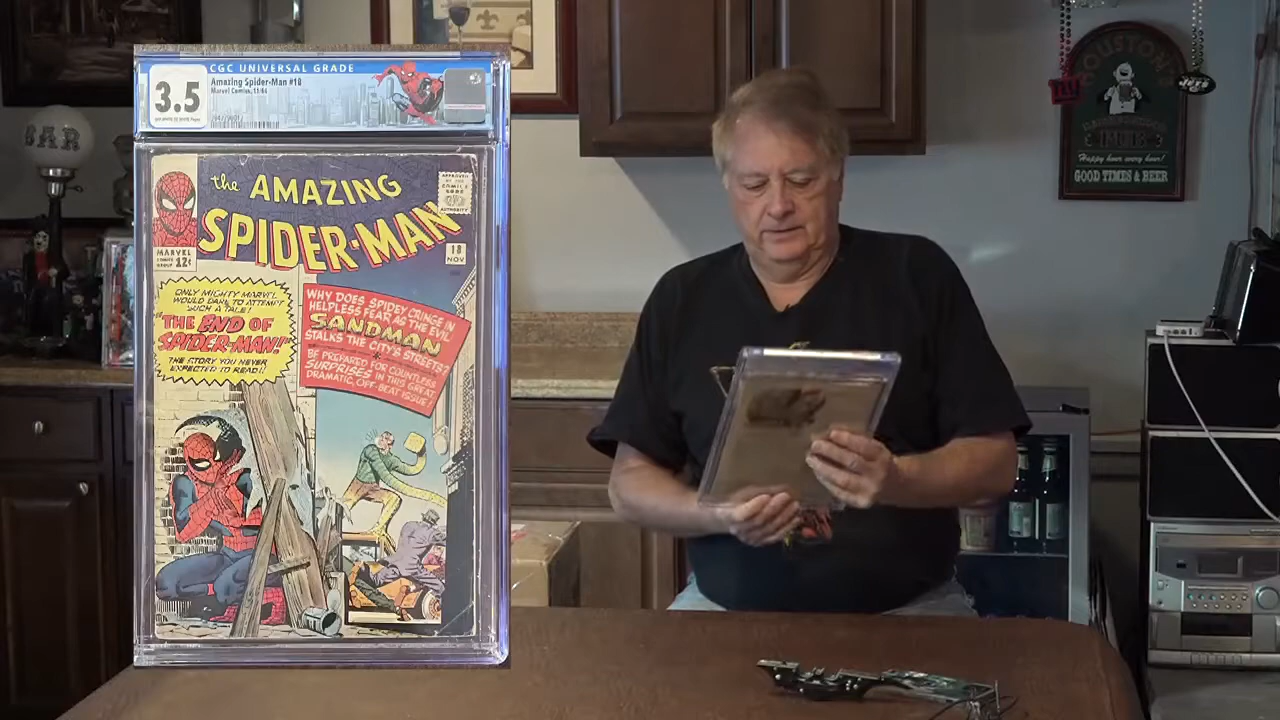 CGC UNIVERSAL GRADE
3.5
Amazing Spider-Man #18
Marvel Comics, 11/64
the AMAZING
SPIDER-MAN
APPROVED
BY THE
COMICS
CODE
AUTHORITY
MARVEL
COMICS
GROUP 12¢
18
NOV
ONLY MIGHTY MARVEL
WOULD DARE TO ATTEMPT
SUCH A TALE!
"THE END OF
SPIDER-MAN!"
THE STORY YOU NEVER
EXPECTED TO READ!!
WHY DOES SPIDEY CRINGE IN
HELPLESS FEAR AS THE EVIL
SANDMAN
STALKS THE CITY'S STREETS?
BE PREPARED FOR COUNTLESS
SURPRISES IN THIS GREAT
DRAMATIC, OFF-BEAT ISSUE!
BAR
HOUSTON'S
PUB
Happy hour every hour!
GOOD TIMES & BEER